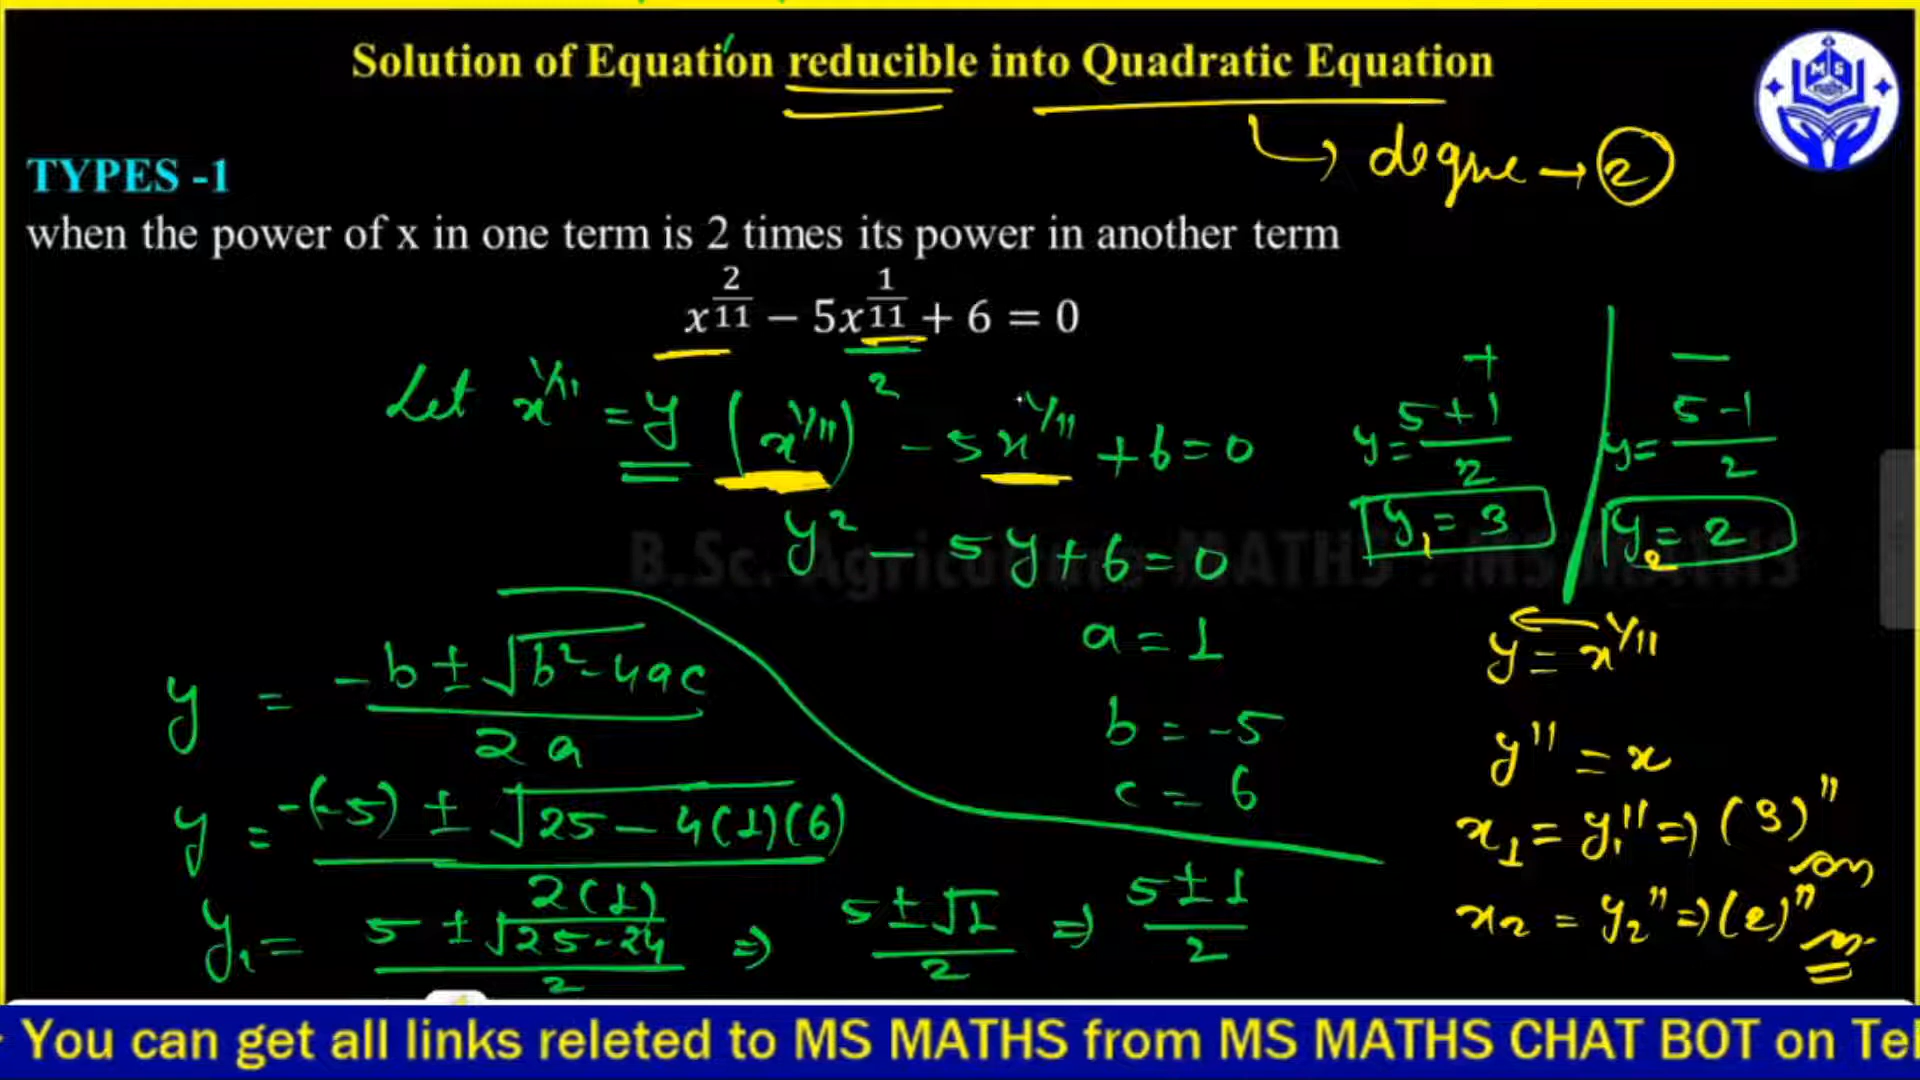 Solution of Equation reducible into Quadratic Equation
MS
→ degree → 2
TYPES -1
when the power of x in one term is 2 times its power in another term
x^(2/11) − 5x^(1/11) + 6 = 0
Let x^(1/11) = y (x^(1/11))^2 − 5x^(1/11) + 6 = 0
y^2 − 5y + 6 = 0
a = 1
b = -5
c = 6
y = (-b ± √(b^2 - 4ac)) / 2a
y = (-(-5) ± √(25 - 4(1)(6))) / 2(1)
y1 = (5 ± √(25-24)) / 2 ⇒ (5 ± √1) / 2 ⇒ (5 ± 1) / 2
+
y = (5+1) / 2
y1 = 3
−
y = (5-1) / 2
y2 = 2
y = x^(1/11)
y^11 = x
x1 = y1^11 ⇒ (3)^11
x2 = y2^11 ⇒ (2)^11
B.Sc. Agriculture MATHS : MS MATHS
You can get all links releted to MS MATHS from MS MATHS CHAT BOT on Tel